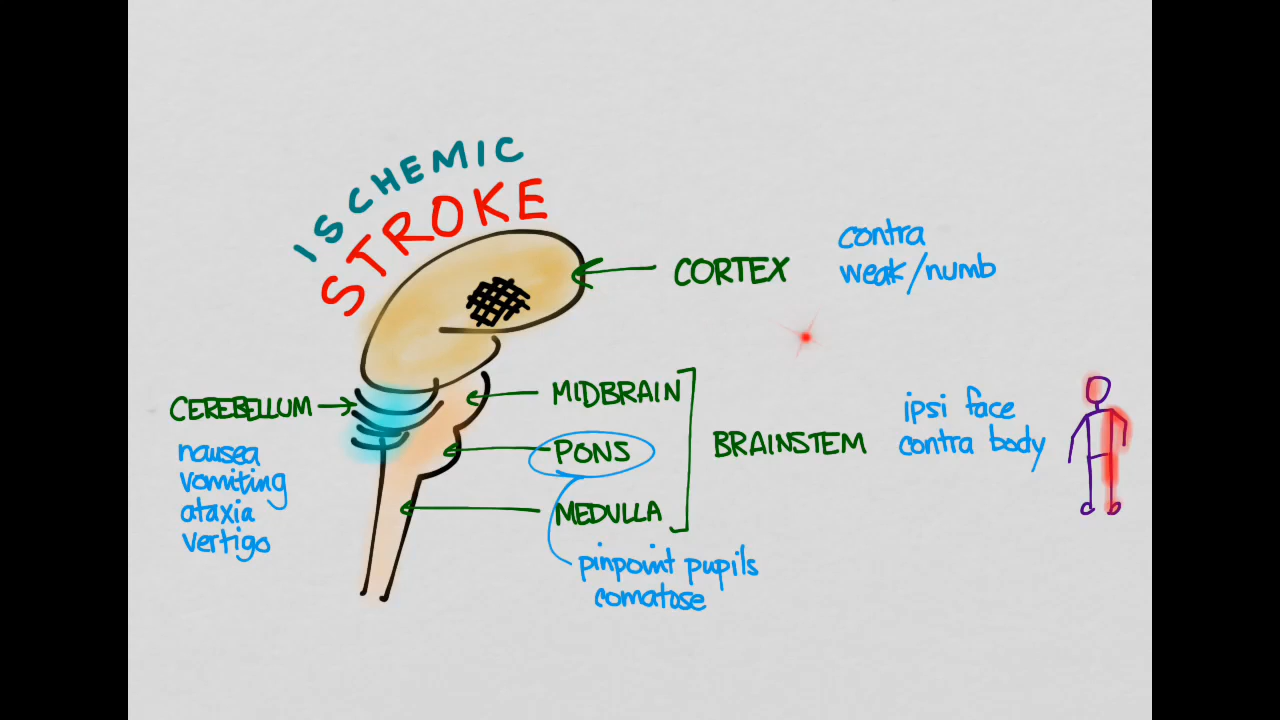 ISCHEMIC
STROKE
CORTEX
contra
weak/numb
CEREBELLUM
nausea
vomiting
ataxia
vertigo
MIDBRAIN
PONS
MEDULLA
BRAINSTEM
ipsi face
contra body
pinpoint pupils
comatose